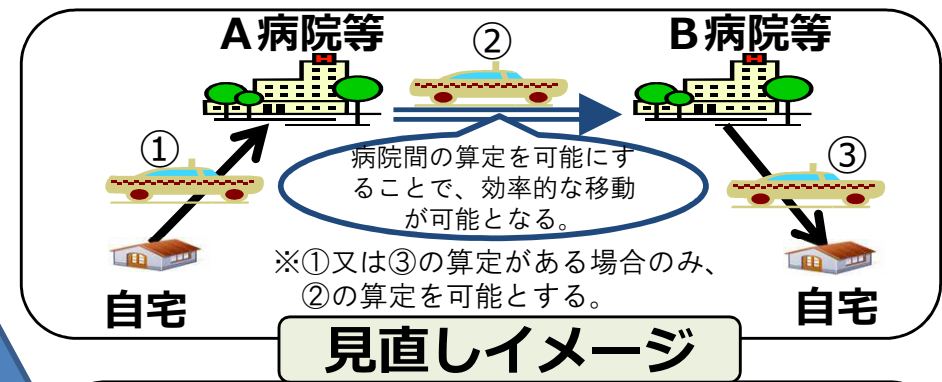 A病院等
②
B病院等
①
病院間の算定を可能にす
ることで、効率的な移動
が可能となる。
③
※①又は③の算定がある場合のみ、
②の算定を可能とする。
自宅
自宅
見直しイメージ